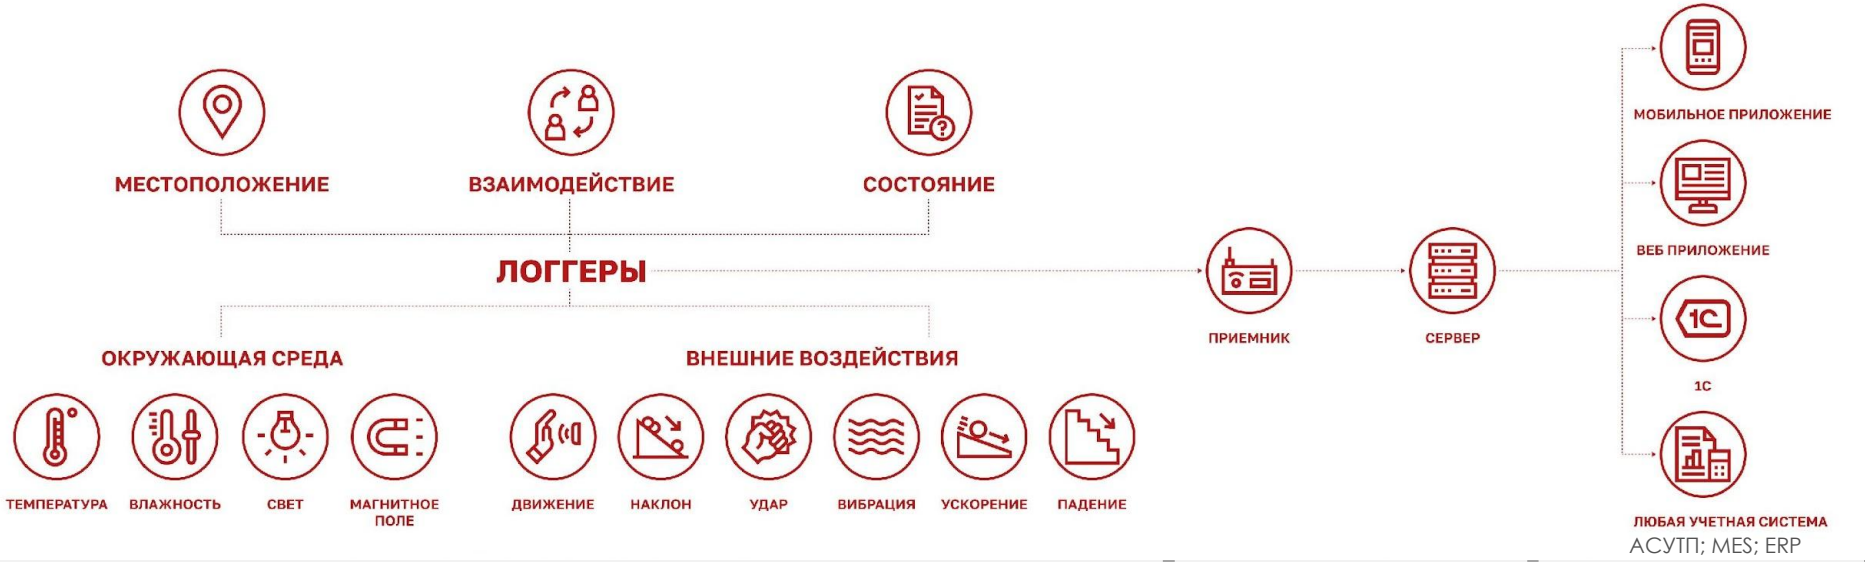 МЕСТОПОЛОЖЕНИЕ
ВЗАИМОДЕЙСТВИЕ
СОСТОЯНИЕ
ЛОГГЕРЫ
ОКРУЖАЮЩАЯ СРЕДА
ТЕМПЕРАТУРА
ВЛАЖНОСТЬ
СВЕТ
МАГНИТНОЕ
ПОЛЕ
ВНЕШНИЕ ВОЗДЕЙСТВИЯ
ДВИЖЕНИЕ
НАКЛОН
УДАР
ВИБРАЦИЯ
УСКОРЕНИЕ
ПАДЕНИЕ
ПРИЕМНИК
СЕРВЕР
МОБИЛЬНОЕ ПРИЛОЖЕНИЕ
ВЕБ ПРИЛОЖЕНИЕ
1С
1С
ЛЮБАЯ УЧЕТНАЯ СИСТЕМА
АСУТП; MES; ERP